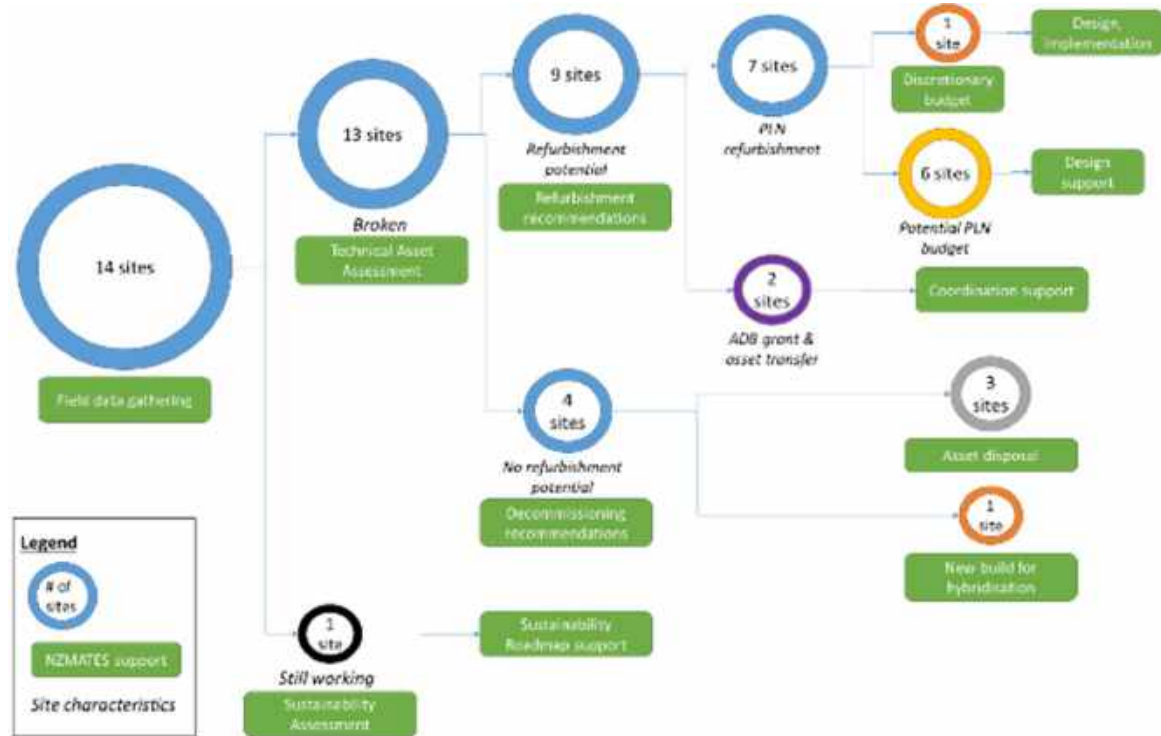 14 sites
Field data gathering
13 sites
Broken
Technical Asset
Assessment
9 sites
Refurbishment
potential
Refurbishment
recommendations
7 sites
PLN
refurbishment
1
site
Discretionary
budget
Design,
implementation
6 sites
Potential PLN
budget
Design
support
2
sites
ADB grant &
asset transfer
Coordination support
4
sites
No refurbishment
potential
Decommissioning
recommendations
3
sites
Asset disposal
1
site
New build for
hybridisation
1
site
Still working
Sustainability
Assessment
Sustainability
Roadmap support
Legend
# of
sites
NZMATES support
Site characteristics